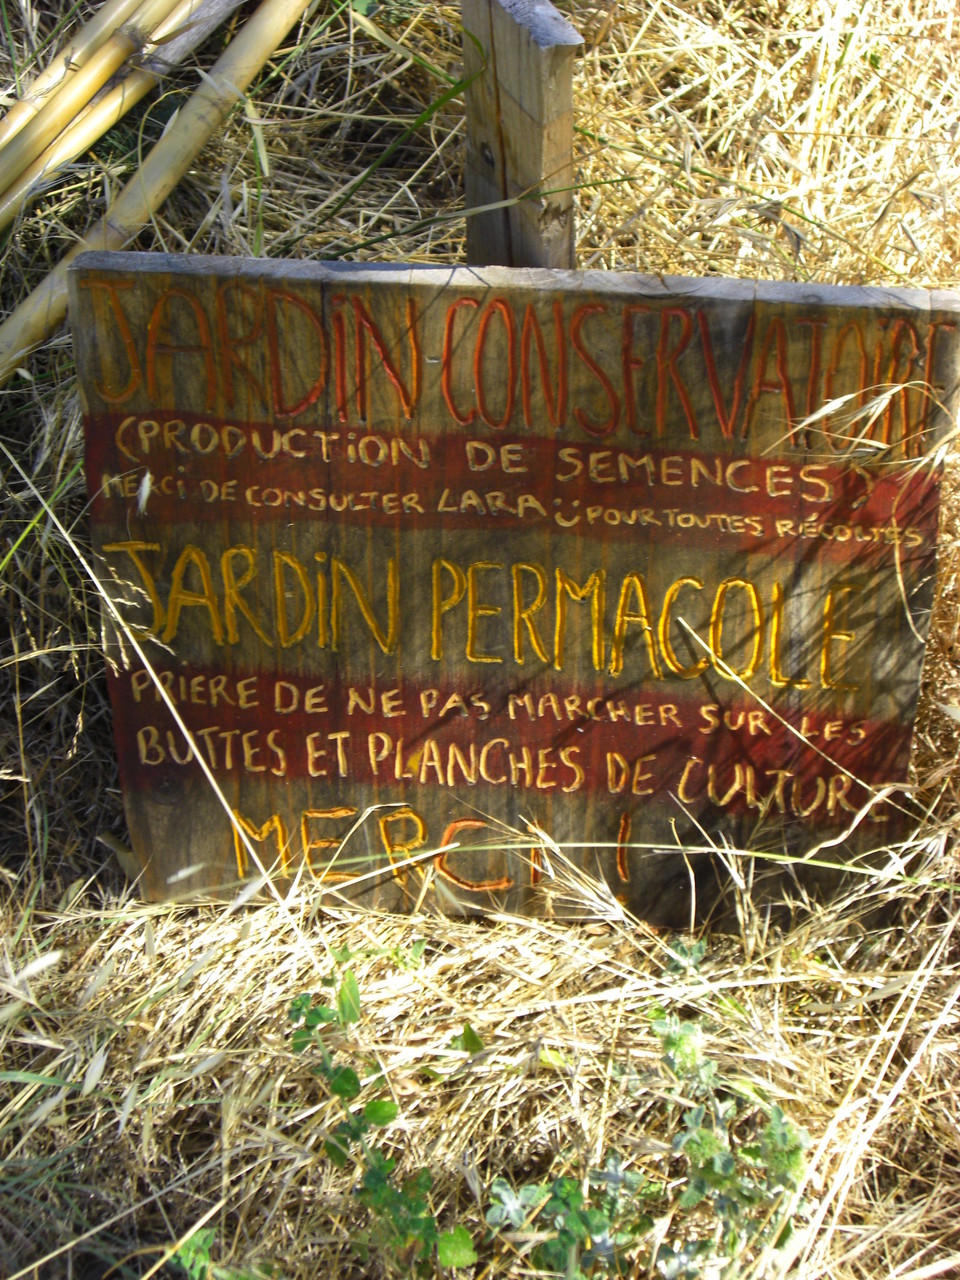 JARDIN-CONSERVATOIRE
(PRODUCTION DE SEMENCES)
MERCI DE CONSULTER LARA :) POUR TOUTES RÉCOLTES
JARDIN PERMACOLE
PRIERE DE NE PAS MARCHER SUR LES
BUTTES ET PLANCHES DE CULTURE
MERCI !